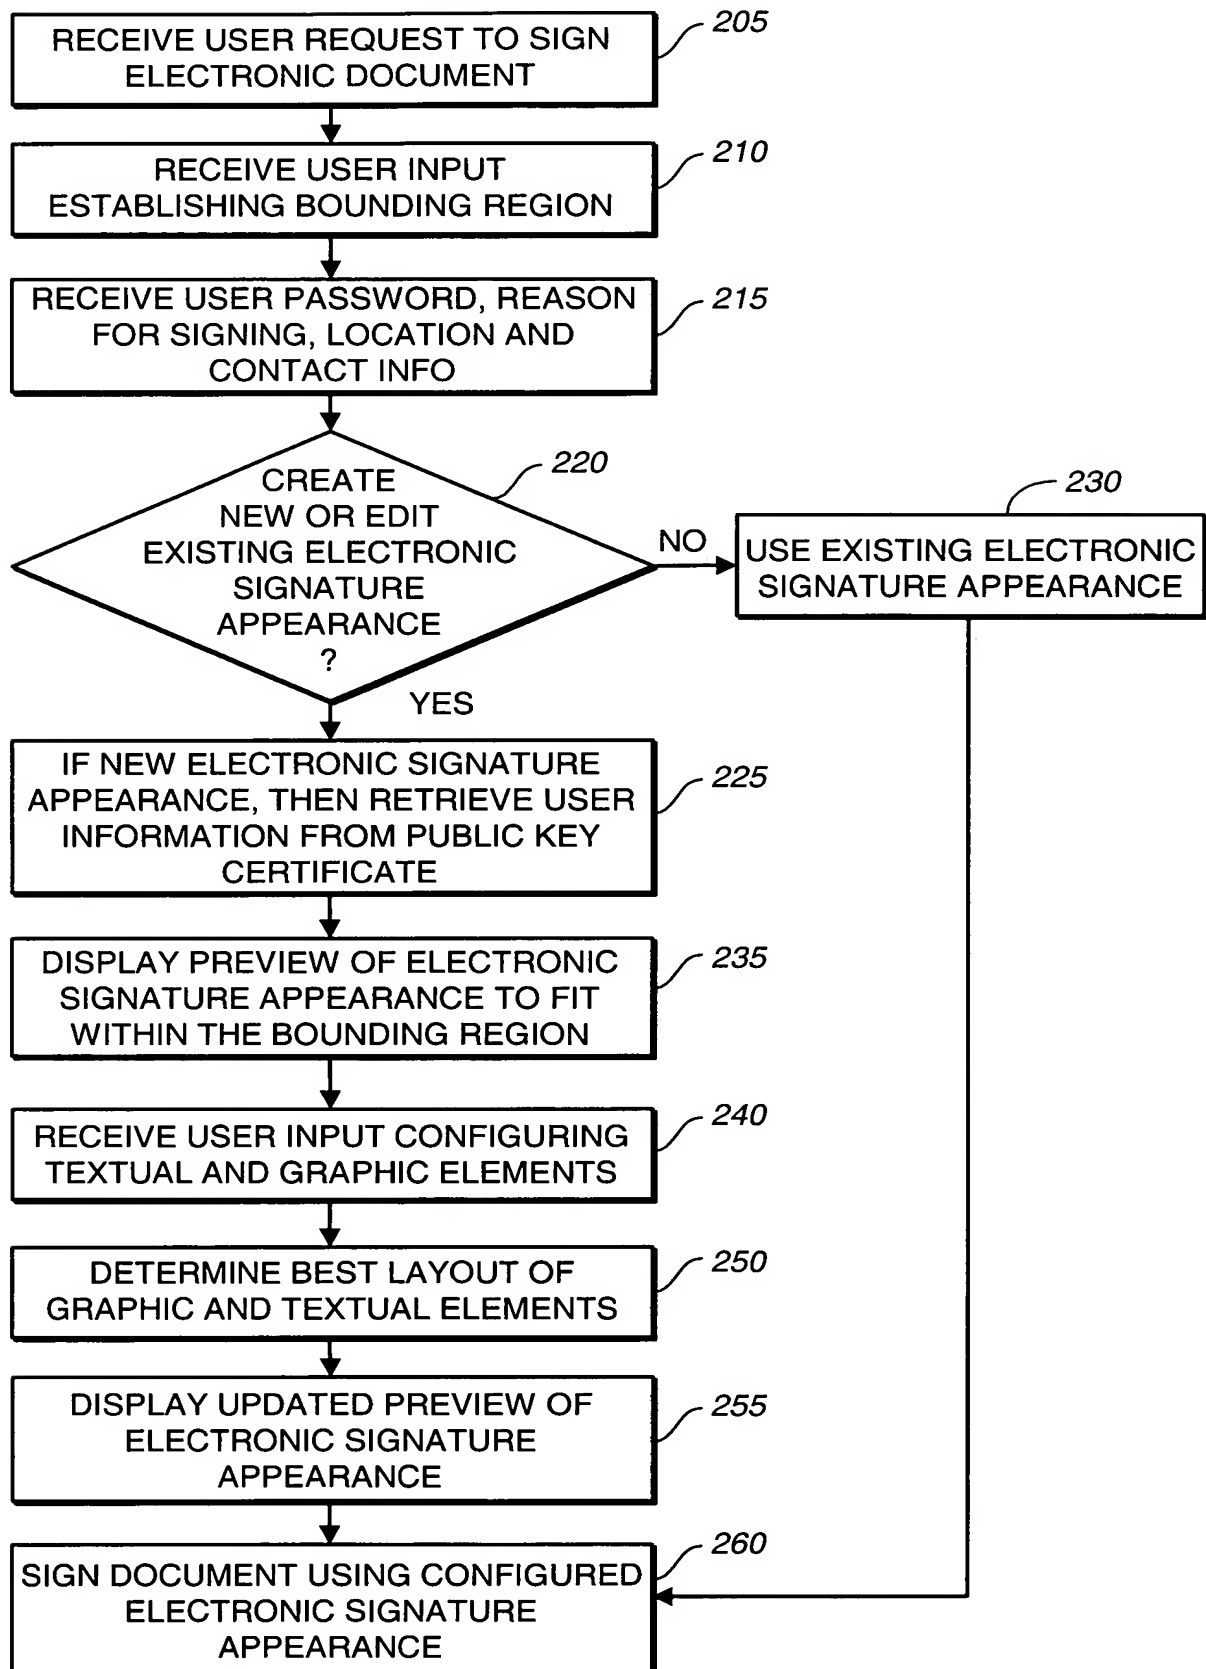 RECEIVE USER REQUEST TO SIGN
ELECTRONIC DOCUMENT
205
RECEIVE USER INPUT
ESTABLISHING BOUNDING REGION
210
RECEIVE USER PASSWORD, REASON
FOR SIGNING, LOCATION AND
CONTACT INFO
215
CREATE
NEW OR EDIT
EXISTING ELECTRONIC
SIGNATURE
APPEARANCE
?
220
NO
230
USE EXISTING ELECTRONIC
SIGNATURE APPEARANCE
YES
IF NEW ELECTRONIC SIGNATURE
APPEARANCE, THEN RETRIEVE USER
INFORMATION FROM PUBLIC KEY
CERTIFICATE
225
DISPLAY PREVIEW OF ELECTRONIC
SIGNATURE APPEARANCE TO FIT
WITHIN THE BOUNDING REGION
235
RECEIVE USER INPUT CONFIGURING
TEXTUAL AND GRAPHIC ELEMENTS
240
DETERMINE BEST LAYOUT OF
GRAPHIC AND TEXTUAL ELEMENTS
250
DISPLAY UPDATED PREVIEW OF
ELECTRONIC SIGNATURE
APPEARANCE
255
SIGN DOCUMENT USING CONFIGURED
ELECTRONIC SIGNATURE
APPEARANCE
260